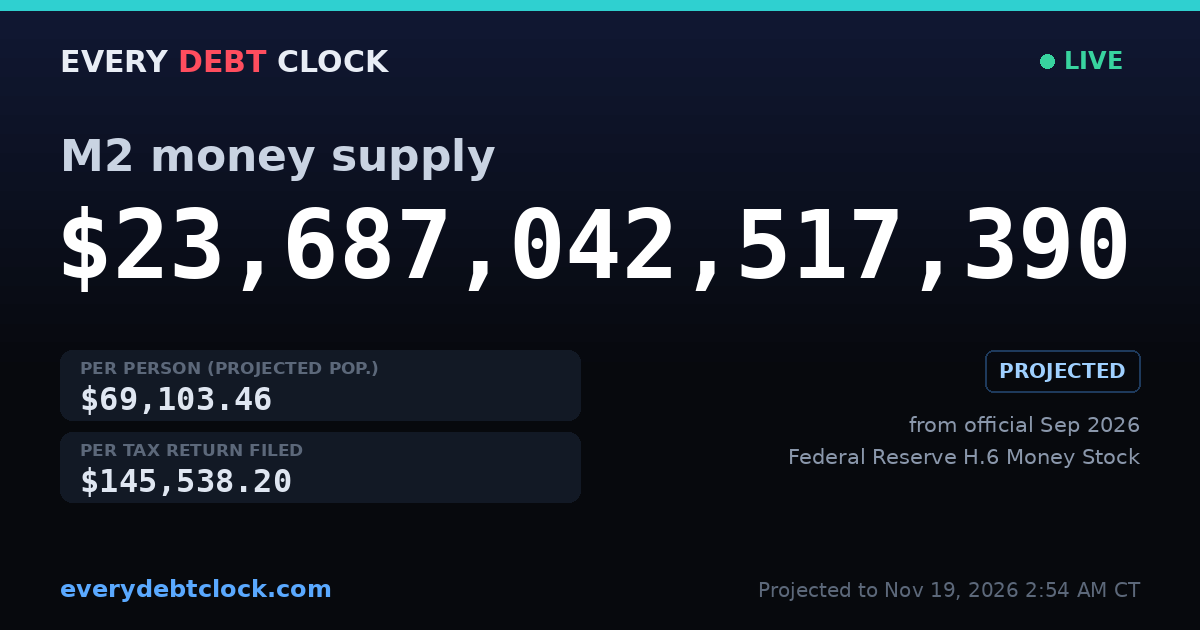 EVERY DEBT CLOCK
LIVE
M2 money supply
$23,687,042,517,390
PER PERSON (PROJECTED POP.)
$69,103.46
PER TAX RETURN FILED
$145,538.20
PROJECTED
from official Sep 2026
Federal Reserve H.6 Money Stock
everydebtclock.com
Projected to Nov 19, 2026 2:54 AM CT